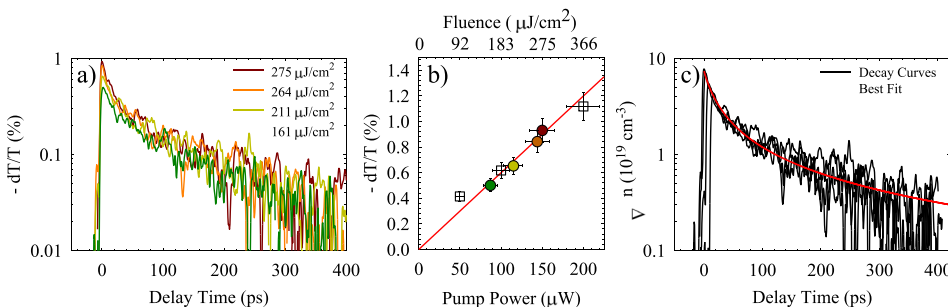 Fluence ( µJ/cm2)
0 92 183 275 366
a)
275 µJ/cm2
264 µJ/cm2
211 µJ/cm2
161 µJ/cm2
- dT/T (%)
1
0.1
0.01
0 100 200 300 400
Delay Time (ps)
b)
- dT/T (%)
1.4
1.2
1.0
0.8
0.6
0.4
0.2
0.0
0 50 100 150 200
Pump Power (µW)
c)
Decay Curves
Best Fit
∇ n (10^19 cm-3)
10
1
0.1
0 100 200 300 400
Delay Time (ps)